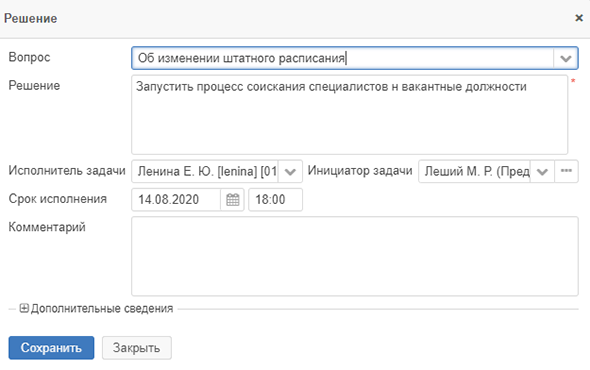 Решение ×
Вопрос Об изменении штатного расписания
Решение Запустить процесс соискания специалистов н вакантные должности *
Исполнитель задачи Ленина Е. Ю. [lenina] [01 Инициатор задачи Леший М. Р. (Пред
Срок исполнения 14.08.2020 18:00
Комментарий
Дополнительные сведения
Сохранить Закрыть